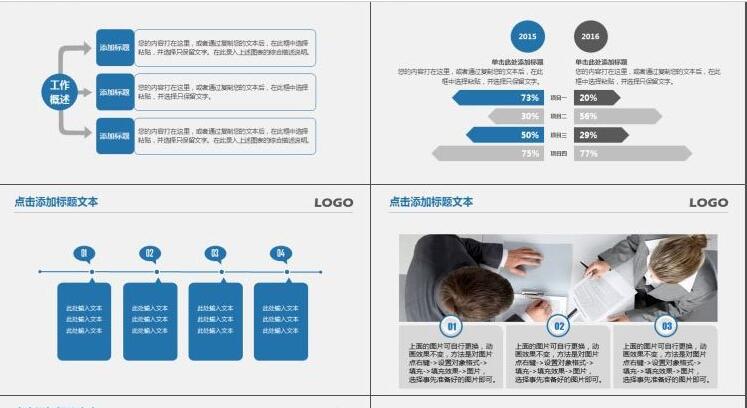 工作
概述
添加标题
您的内容打在这里，或者通过复制您的文本后，在此框中选择
粘贴，并选择只保留文字。在此录入上述图表的综合描述说明。
添加标题
您的内容打在这里，或者通过复制您的文本后，在此框中选择
粘贴，并选择只保留文字。
添加标题
您的内容打在这里，或者通过复制您的文本后，在此框中选择
粘贴，并选择只保留文字。在此录入上述图表的综合描述说明。
2015
2016
单击此处添加标题
您的内容打在这里，或者通过复制您的文本后，在此
框中选择粘贴，并选择只保留文字。
单击此处添加标题
您的内容打在这里，或者通过复制您的文本后，在此
框中选择粘贴，并选择只保留文字。
73% 项目一 20%
30% 项目二 56%
50% 项目三 29%
75% 项目四 77%
点击添加标题文本
LOGO
01
02
03
04
此处输入文本
此处输入文本
此处输入文本
此处输入文本
此处输入文本
此处输入文本
此处输入文本
此处输入文本
此处输入文本
此处输入文本
此处输入文本
此处输入文本
点击添加标题文本
LOGO
01
上面的图片可自行更换，动
画效果不变，方法是对图片
点右键->设置对象格式->
填充->填充效果->图片，
选择事先准备好的图片即可。
02
上面的图片可自行更换，动
画效果不变，方法是对图片
点右键->设置对象格式->
填充->填充效果->图片，
选择事先准备好的图片即可。
03
上面的图片可自行更换，动
画效果不变，方法是对图片
点右键->设置对象格式->
填充->填充效果->图片，
选择事先准备好的图片即可。